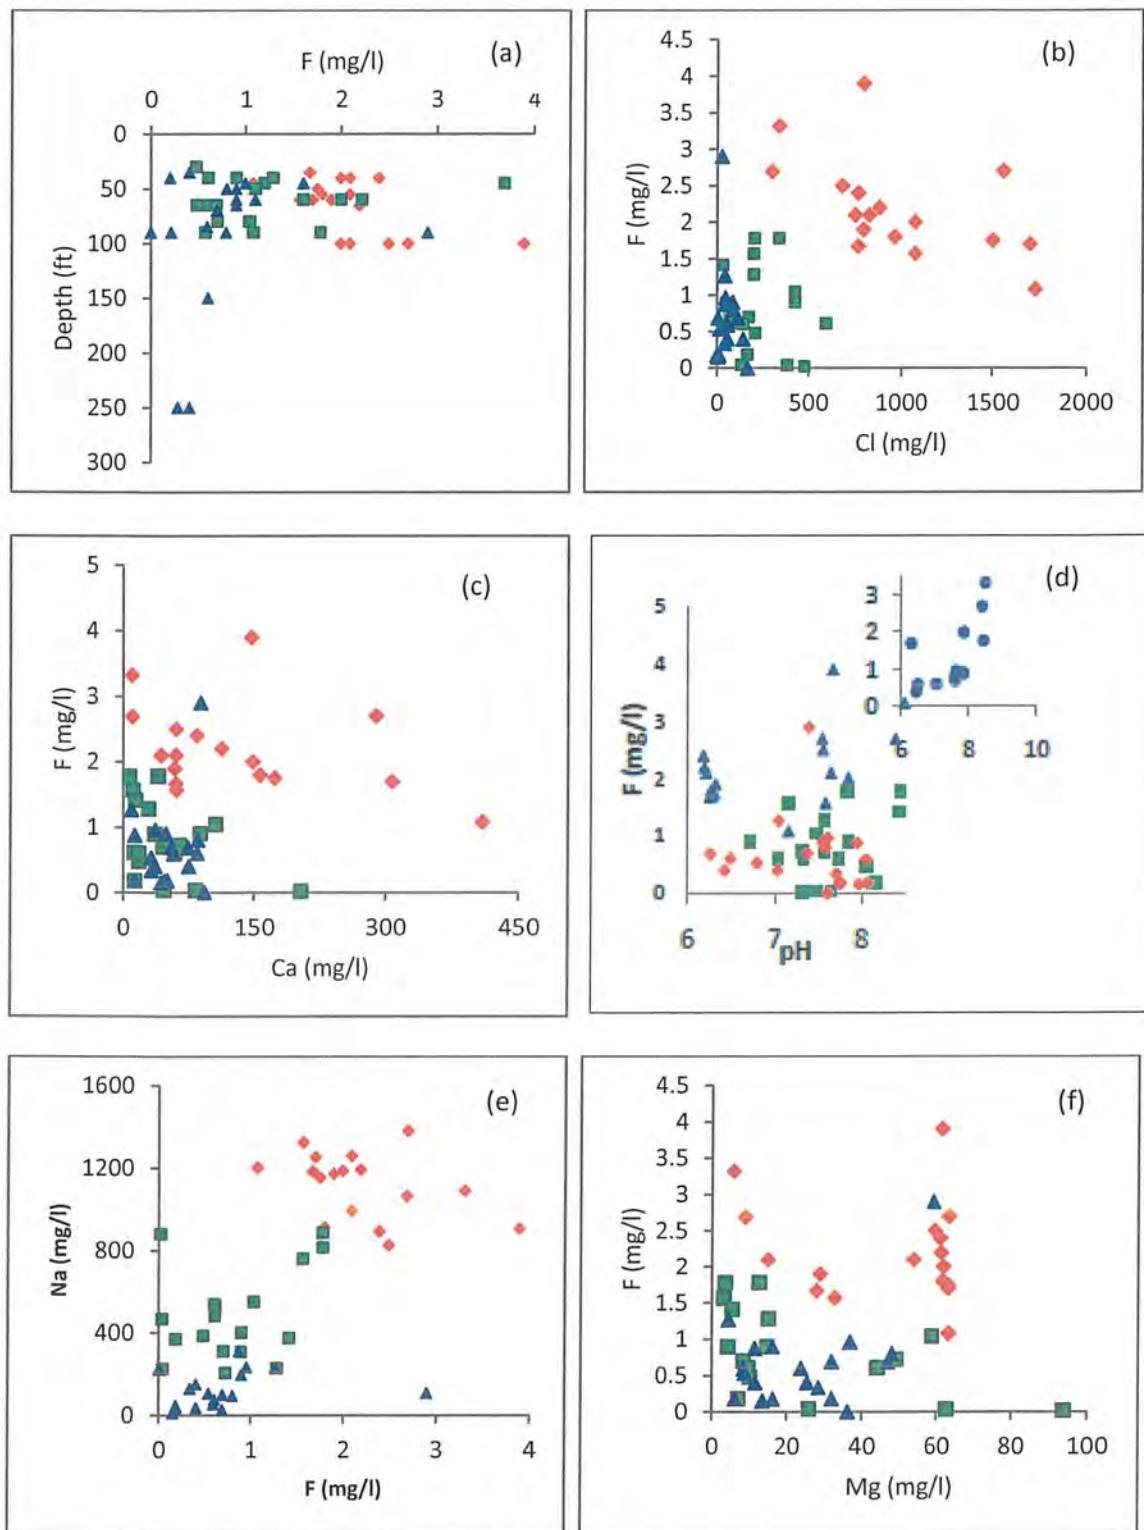 (a)
F (mg/l)
0 1 2 3 4
0
50
100
150
200
250
300
Depth (ft)
(b)
4.5
4
3.5
3
2.5
2
1.5
1
0.5
0
F (mg/l)
0 500 1000 1500 2000
Cl (mg/l)
(c)
5
4
3
2
1
0
F (mg/l)
0 150 300 450
Ca (mg/l)
(d)
5
4
3
2
1
0
F (mg/l)
6 7 8
pH
3
2
1
0
6 8 10
(e)
1600
1200
800
400
0
Na (mg/l)
0 1 2 3 4
F (mg/l)
(f)
4.5
4
3.5
3
2.5
2
1.5
1
0.5
0
F (mg/l)
0 20 40 60 80 100
Mg (mg/l)